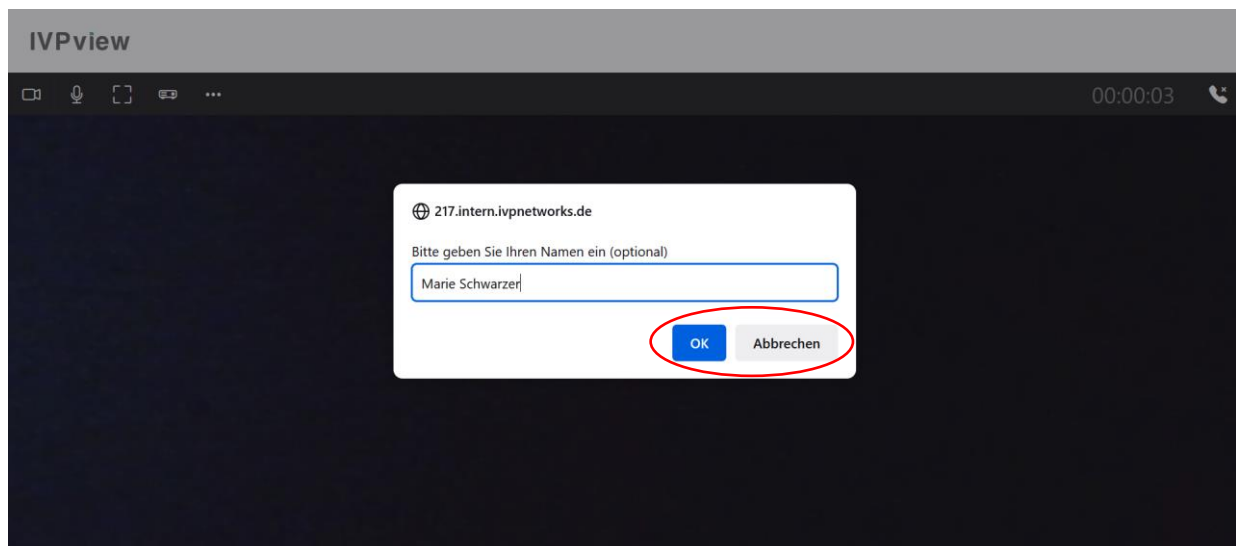 IVPview
00:00:03
217.intern.ivpnetworks.de
Bitte geben Sie Ihren Namen ein (optional)
Marie Schwarzer
OK Abbrechen